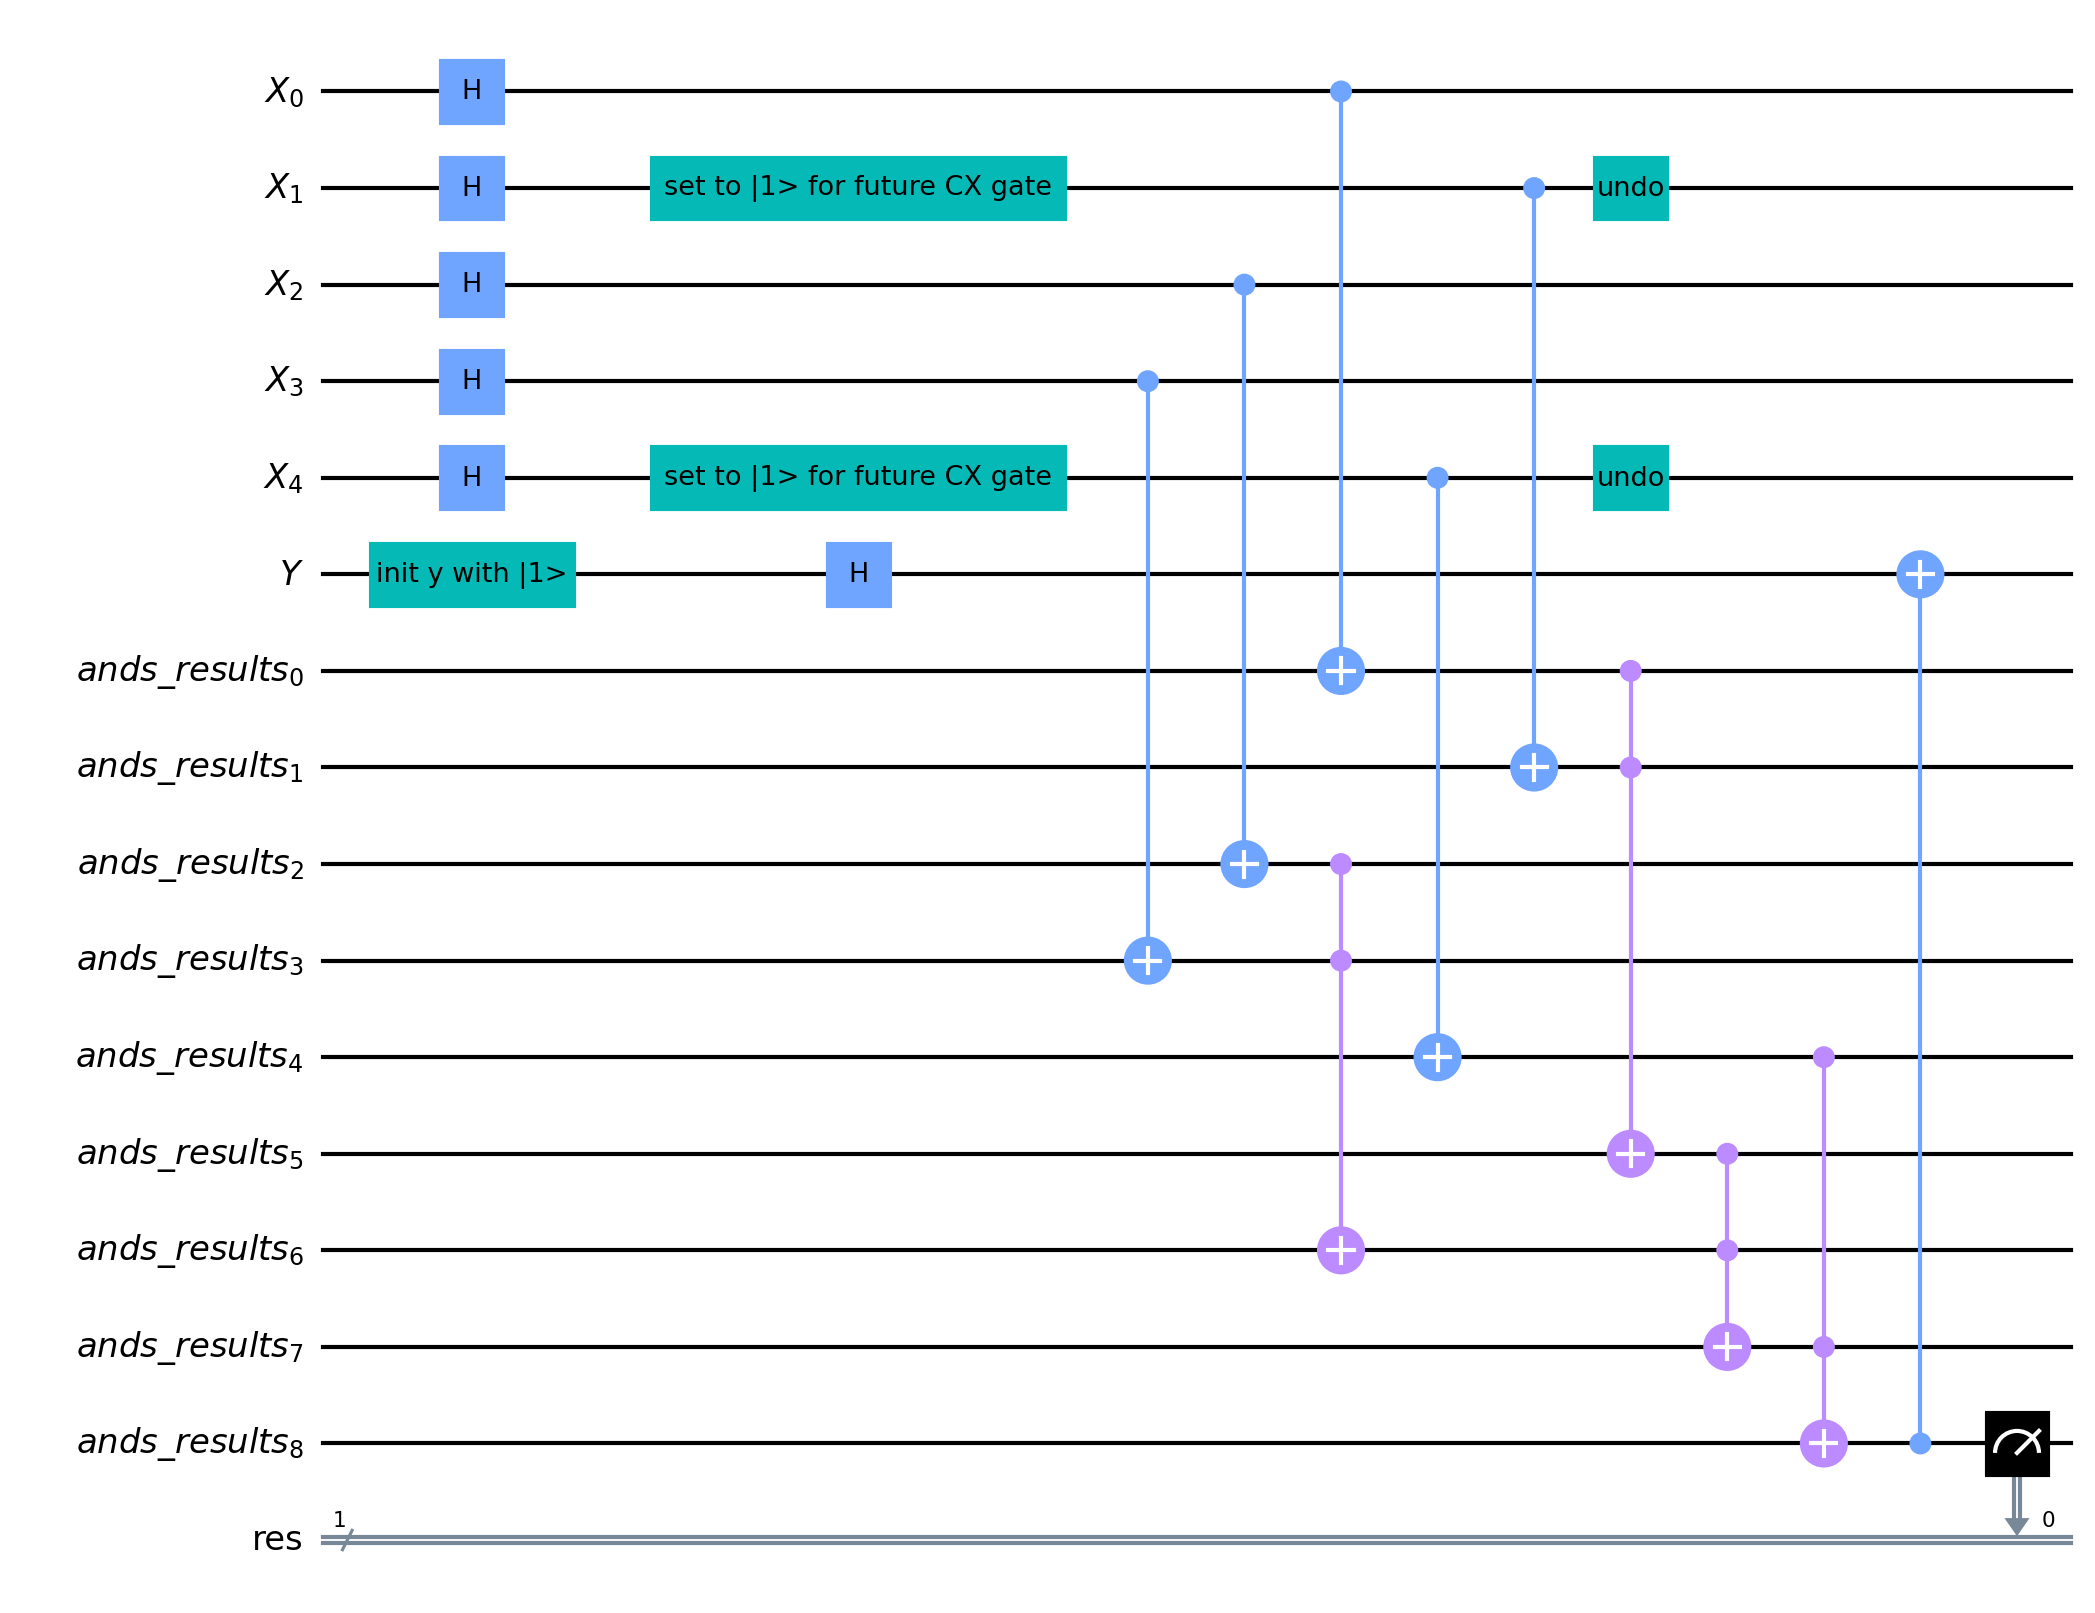 X0 H
X1 H set to |1> for future CX gate undo
X2 H
X3 H
X4 H set to |1> for future CX gate undo
Y init y with |1> H
ands_results0
ands_results1
ands_results2
ands_results3
ands_results4
ands_results5
ands_results6
ands_results7
ands_results8
res 1 0